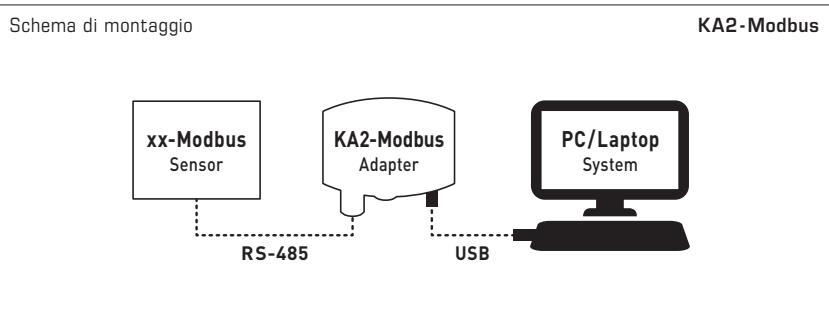 Schema di montaggio
KA2-Modbus
xx-Modbus
Sensor
KA2-Modbus
Adapter
PC/Laptop
System
RS-485
USB